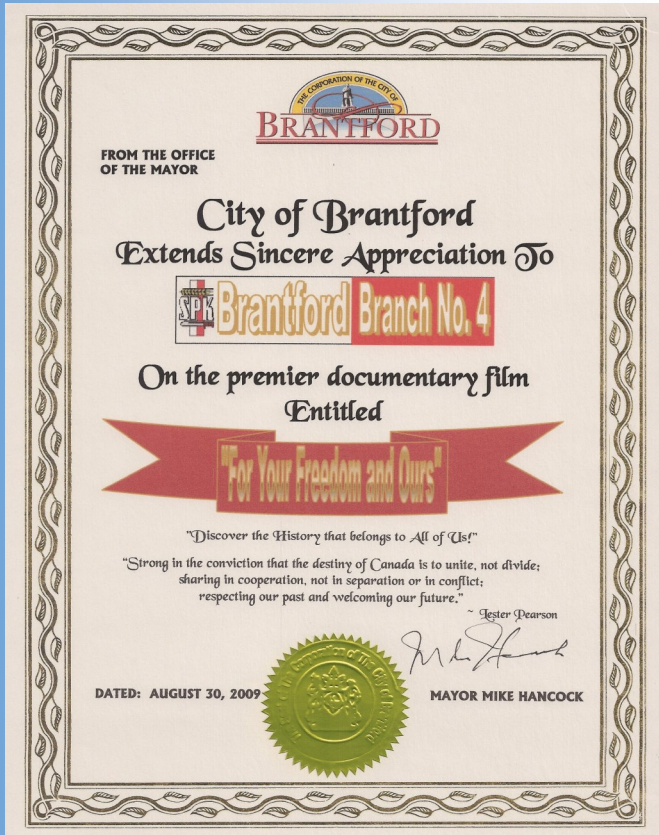 THE CORPORATION OF THE CITY OF
BRANTFORD
FROM THE OFFICE
OF THE MAYOR
City of Brantford
Extends Sincere Appreciation To
SPK Brantford Branch No. 4
On the premier documentary film
Entitled
"For Your Freedom and Ours"
"Discover the History that belongs to All of Us!"
"Strong in the conviction that the destiny of Canada is to unite, not divide;
sharing in cooperation, not in separation or in conflict;
respecting our past and welcoming our future."
~ Lester Pearson
DATED: AUGUST 30, 2009
MAYOR MIKE HANCOCK